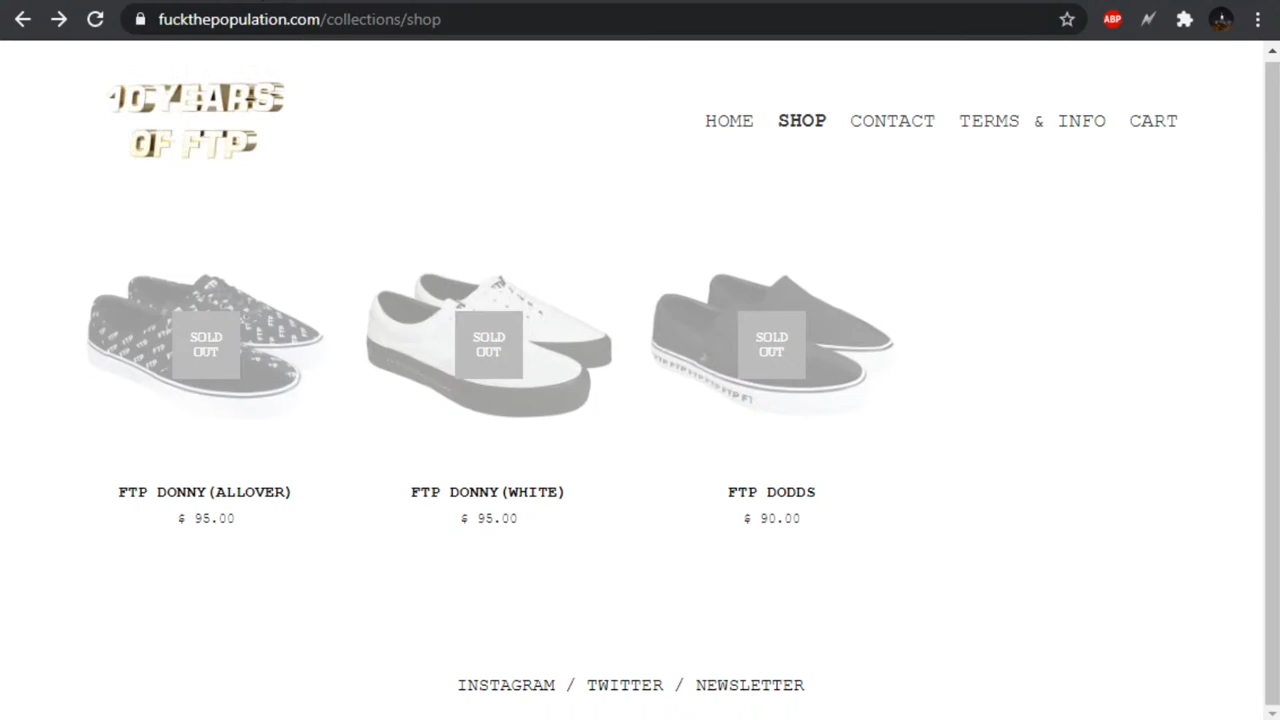 fuckthepopulation.com/collections/shop
ABP
10 YEARS
OF FTP
HOME SHOP CONTACT TERMS & INFO CART
SOLD
OUT
SOLD
OUT
SOLD
OUT
FTP DONNY(ALLOVER)
$ 95.00
FTP DONNY(WHITE)
$ 95.00
FTP DODDS
$ 90.00
INSTAGRAM / TWITTER / NEWSLETTER